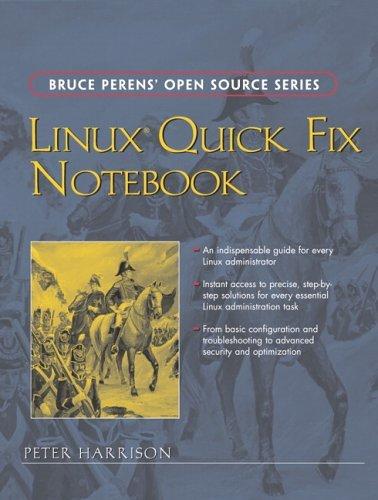 BRUCE PERENS' OPEN SOURCE SERIES
LINUX® QUICK FIX
NOTEBOOK
– An indispensable guide for every
Linux administrator
– Instant access to precise, step-by-
step solutions for every essential
Linux administration task
– From basic configuration and
troubleshooting to advanced
security and optimization
PETER HARRISON